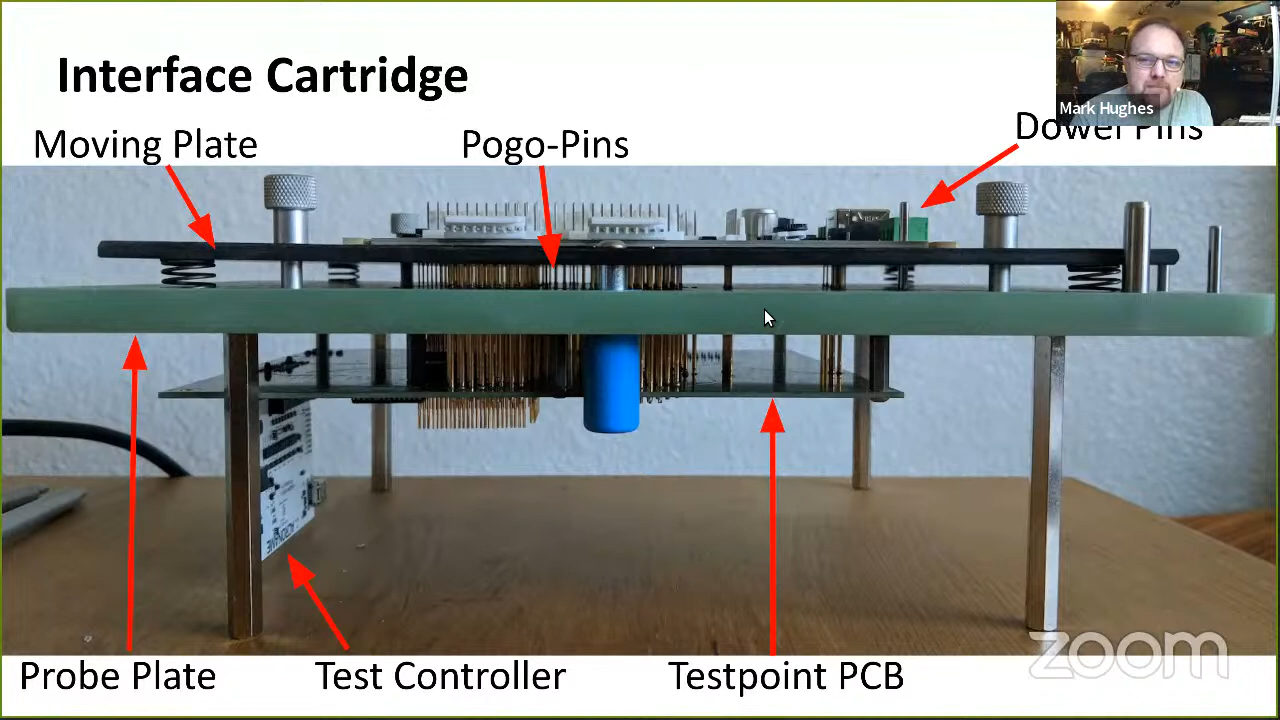 Interface Cartridge
Mark Hughes
Moving Plate
Pogo-Pins
Dowel Pins
Probe Plate
Test Controller
Testpoint PCB
zoom